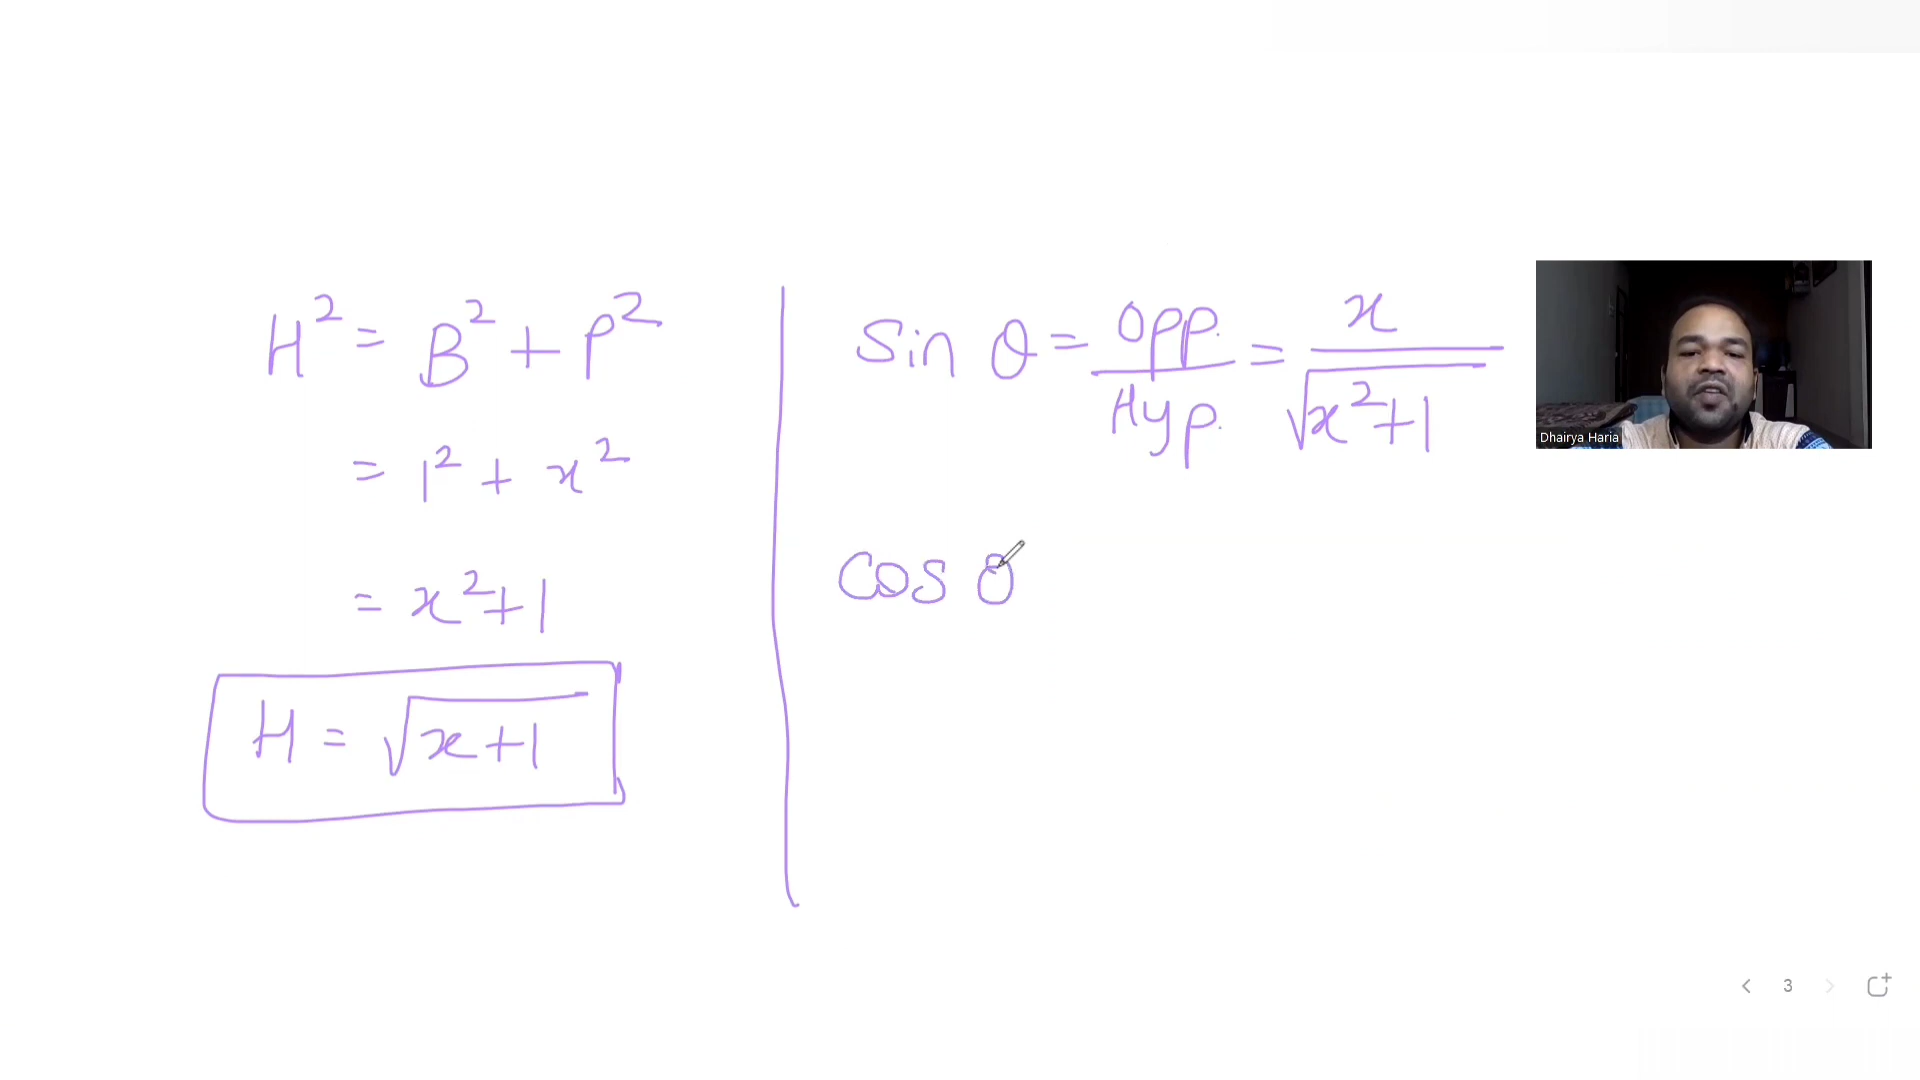 H² = B² + P²
= 1² + x²
= x²+1
H = √x+1
Sin θ = Opp. / Hyp. = x / √x²+1
Cos θ
Dhairya Haria
3